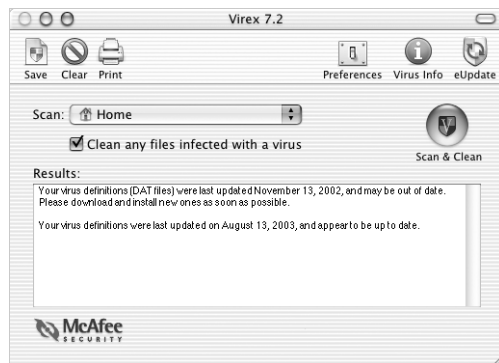 Virex 7.2
Save Clear Print Preferences Virus Info eUpdate
Scan: Home
Clean any files infected with a virus
Scan & Clean
Results:
Your virus definitions (DAT files) were last updated November 13, 2002, and may be out of date.
Please download and install new ones as soon as possible.
Your virus definitions were last updated on August 13, 2003, and appear to be up to date.
McAfee
SECURITY